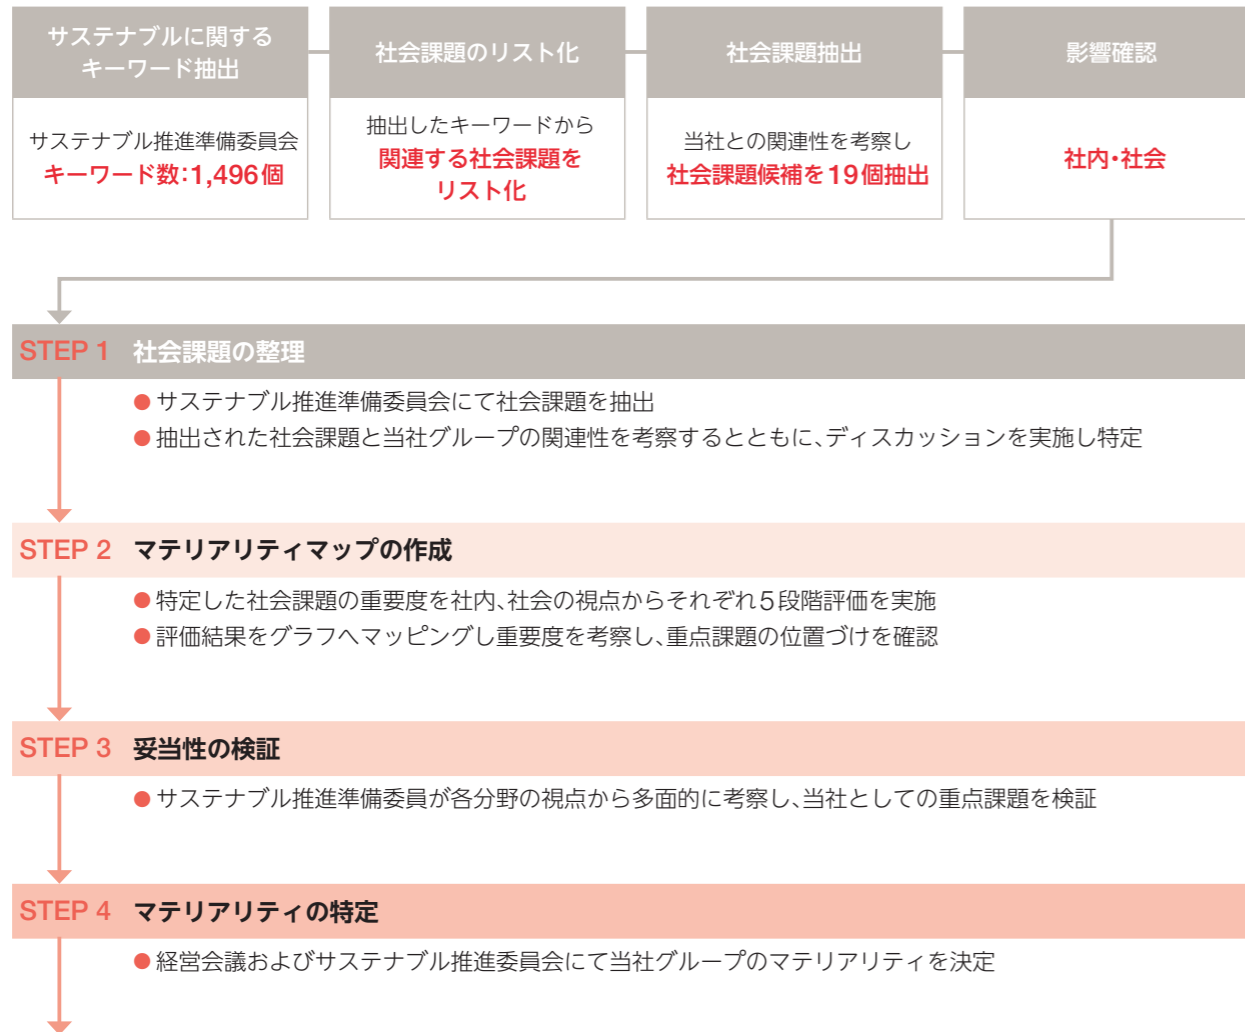 サステナブルに関する
キーワード抽出
サステナブル推進準備委員会
キーワード数:1,496個
社会課題のリスト化
抽出したキーワードから
関連する社会課題を
リスト化
社会課題抽出
当社との関連性を考察し
社会課題候補を19個抽出
影響確認
社内・社会
STEP 1 社会課題の整理
● サステナブル推進準備委員会にて社会課題を抽出
● 抽出された社会課題と当社グループの関連性を考察するとともに、ディスカッションを実施し特定
STEP 2 マテリアリティマップの作成
● 特定した社会課題の重要度を社内、社会の視点からそれぞれ5段階評価を実施
● 評価結果をグラフへマッピングし重要度を考察し、重点課題の位置づけを確認
STEP 3 妥当性の検証
● サステナブル推進準備委員が各分野の視点から多面的に考察し、当社としての重点課題を検証
STEP 4 マテリアリティの特定
● 経営会議およびサステナブル推進委員会にて当社グループのマテリアリティを決定